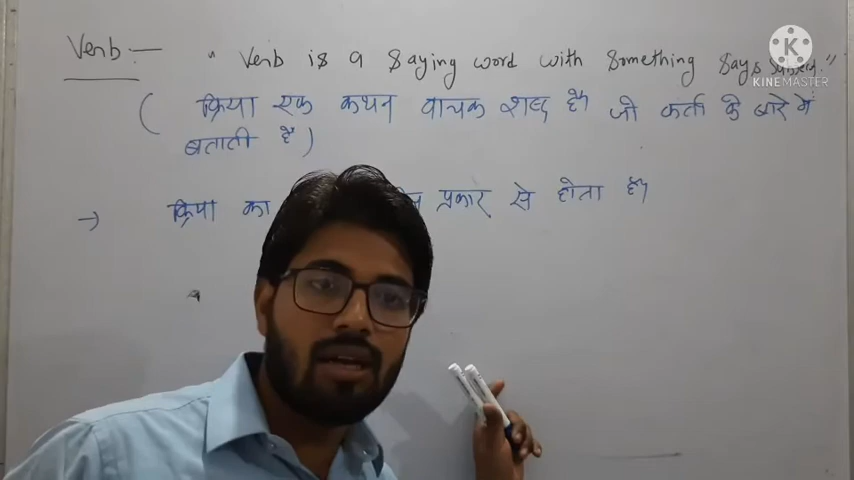 Verb :— " Verb is a saying word with something says subject."
( क्रिया एक कथन वाचक शब्द है जो कर्ता के बारे में
बताती है )
→ क्रिया का प्रकार से होता है
KINEMASTER